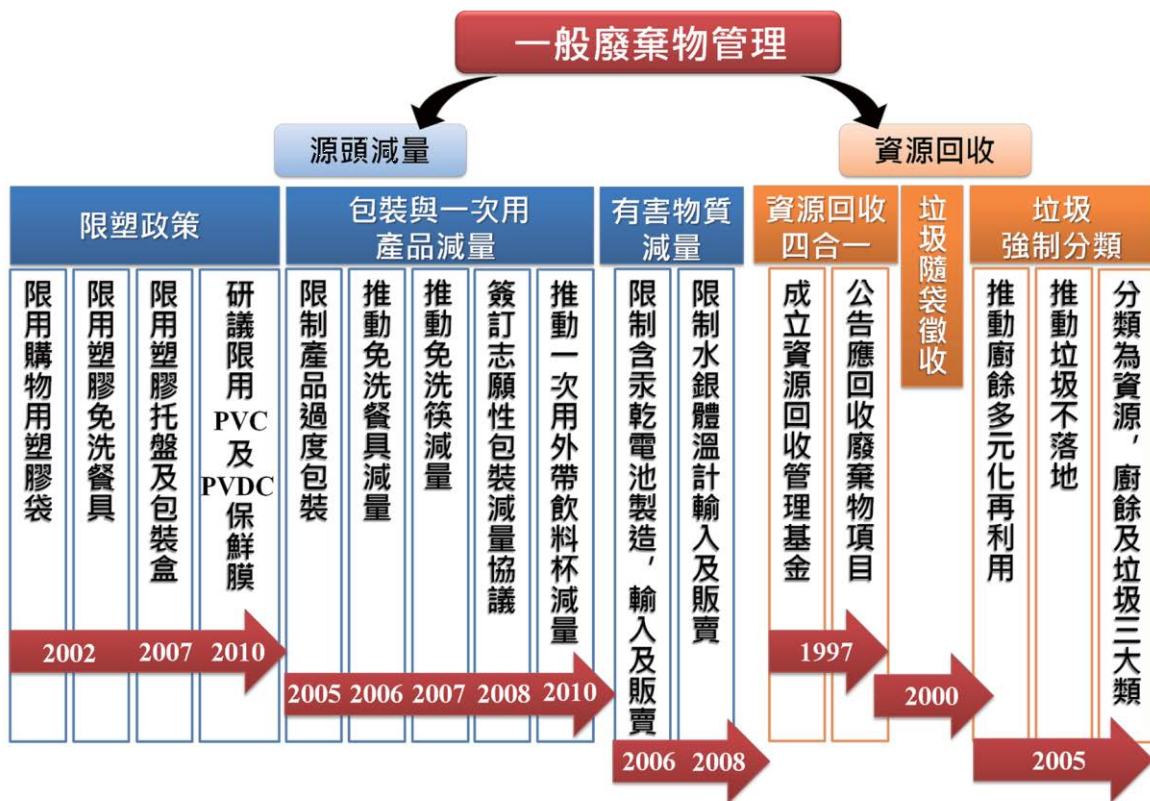 一般廢棄物管理
源頭減量
資源回收
限塑政策
包裝與一次用
產品減量
有害物質
減量
資源回收
四合一
垃圾隨袋徵收
垃圾
強制分類
限用購物用塑膠袋
限用塑膠免洗餐具
限用塑膠托盤及包裝盒
研議限用PVC及PVDC保鮮膜
限制產品過度包裝
推動免洗餐具減量
推動免洗筷減量
簽訂志願性包裝減量協議
推動一次用外帶飲料杯減量
限制含汞乾電池製造，輸入及販賣
限制水銀體溫計輸入及販賣
成立資源回收管理基金
公告應回收廢棄物項目
推動廚餘多元化再利用
推動垃圾不落地
分類為資源，廚餘及垃圾三大類
2002 2007 2010
2005 2006 2007 2008 2010
2006 2008
1997
2000
2005